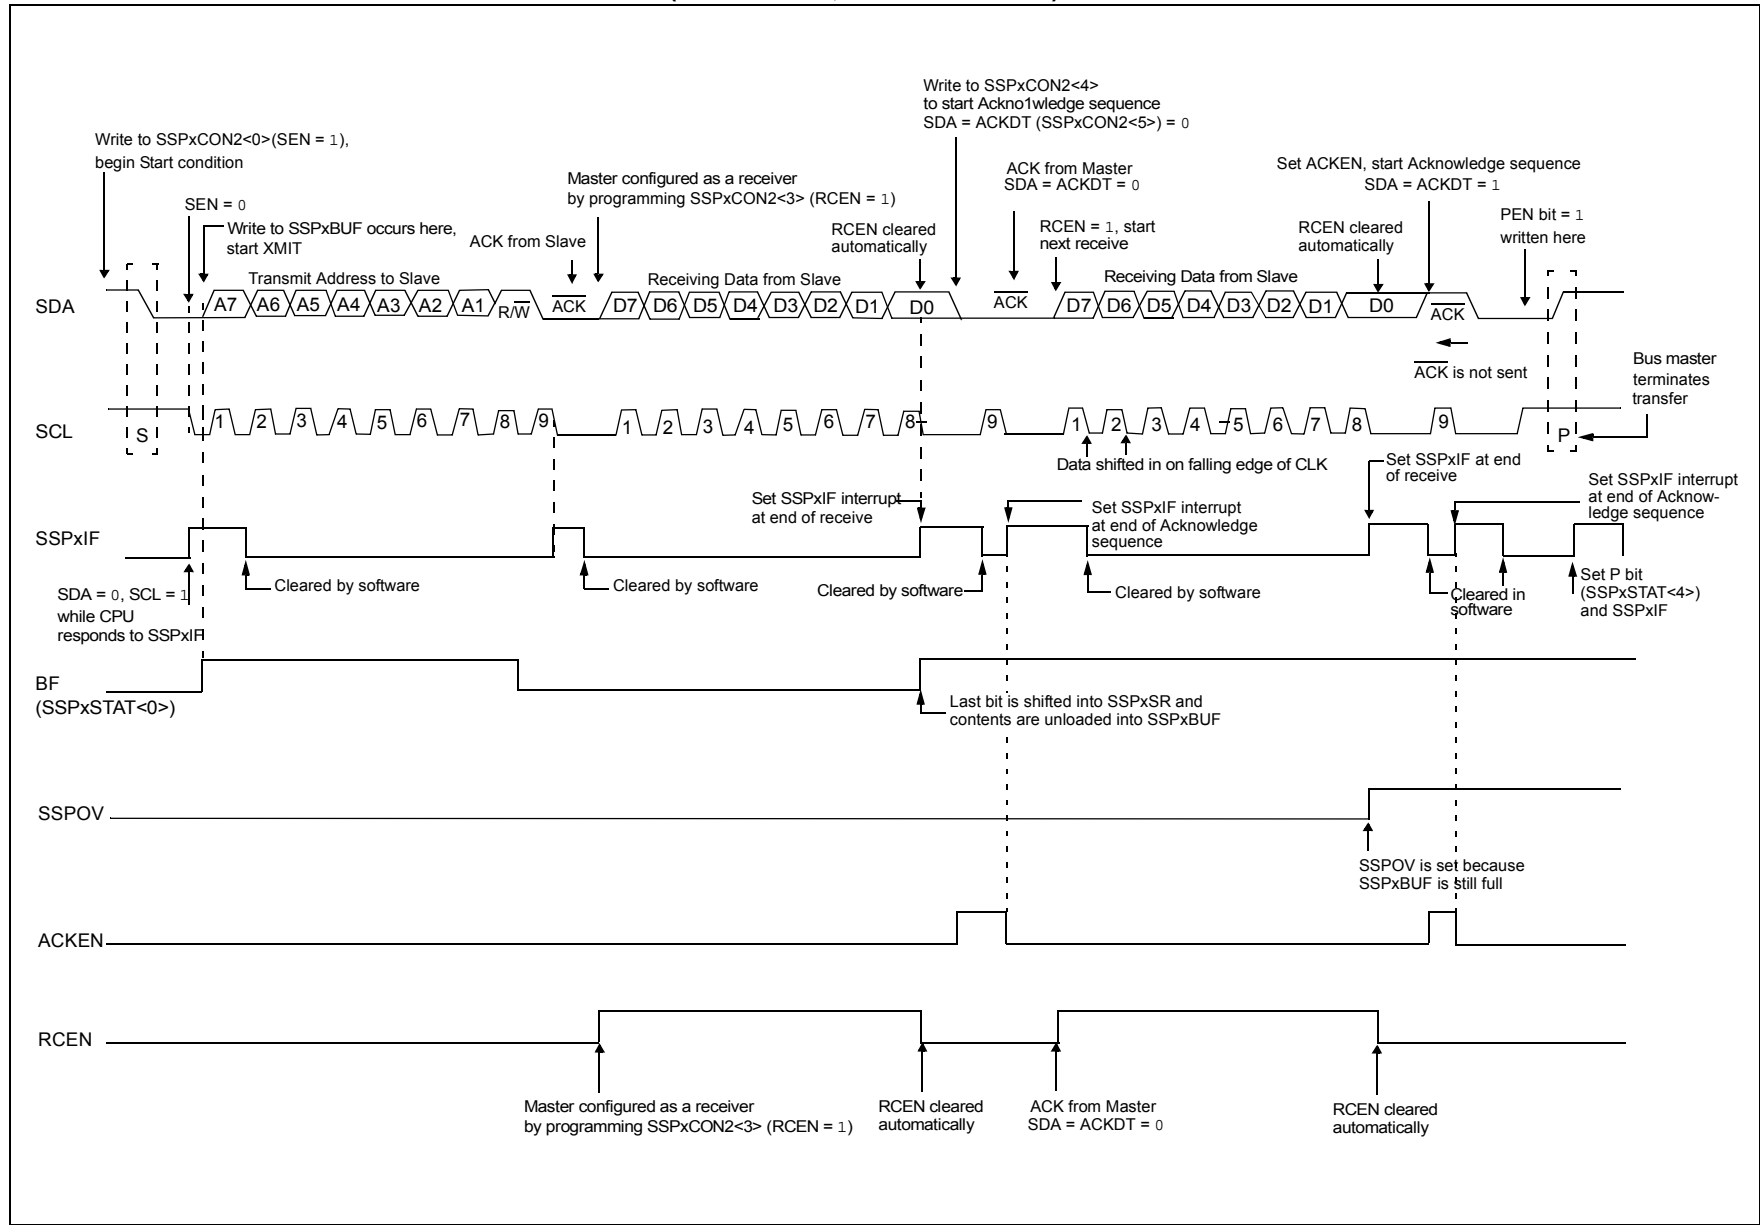 Write to SSPxCON2<4>
to start Ackno1wledge sequence
SDA = ACKDT (SSPxCON2<5>) = 0
Write to SSPxCON2<0>(SEN = 1),
begin Start condition
ACK from Master
SDA = ACKDT = 0
Set ACKEN, start Acknowledge sequence
SDA = ACKDT = 1
Master configured as a receiver
by programming SSPxCON2<3> (RCEN = 1)
SEN = 0
Write to SSPxBUF occurs here,
start XMIT
ACK from Slave
RCEN cleared
automatically
RCEN = 1, start
next receive
RCEN cleared
automatically
PEN bit = 1
written here
Transmit Address to Slave
Receiving Data from Slave
Receiving Data from Slave
SDA
A7 A6 A5 A4 A3 A2 A1 R/W ACK D7 D6 D5 D4 D3 D2 D1 D0 ACK D7 D6 D5 D4 D3 D2 D1 D0 ACK
ACK is not sent
Bus master
terminates
transfer
SCL
S 1 2 3 4 5 6 7 8 9 1 2 3 4 5 6 7 8 9 1 2 3 4 5 6 7 8 9 P
Data shifted in on falling edge of CLK
Set SSPxIF at end
of receive
Set SSPxIF interrupt
at end of receive
Set SSPxIF interrupt
at end of Acknowledge
sequence
Set SSPxIF interrupt
at end of Acknow-
ledge sequence
SSPxIF
SDA = 0, SCL = 1
while CPU
responds to SSPxIF
Cleared by software
Cleared by software
Cleared by software
Cleared by software
Cleared in
software
Set P bit
(SSPxSTAT<4>)
and SSPxIF
BF
(SSPxSTAT<0>)
Last bit is shifted into SSPxSR and
contents are unloaded into SSPxBUF
SSPOV
SSPOV is set because
SSPxBUF is still full
ACKEN
RCEN
Master configured as a receiver
by programming SSPxCON2<3> (RCEN = 1)
RCEN cleared
automatically
ACK from Master
SDA = ACKDT = 0
RCEN cleared
automatically